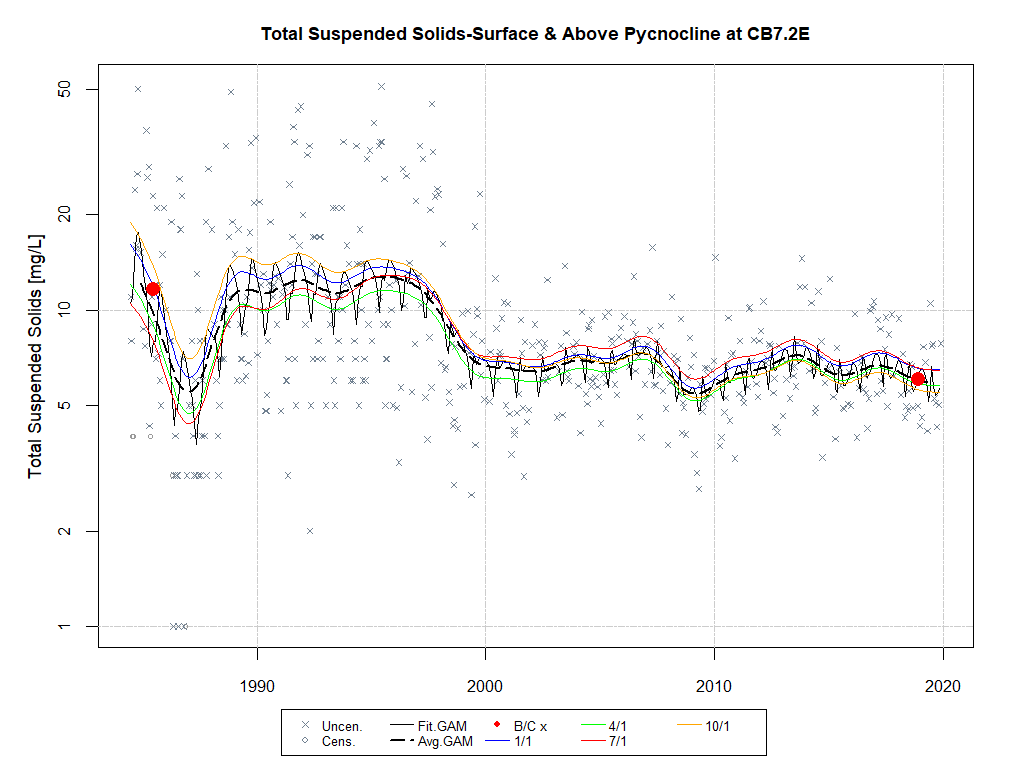 Total Suspended Solids-Surface & Above Pycnocline at CB7.2E
Total Suspended Solids [mg/L]
50
20
10
5
2
1
1990 2000 2010 2020
Uncen. Fit.GAM B/C x 4/1 10/1
Cens. Avg.GAM 1/1 7/1